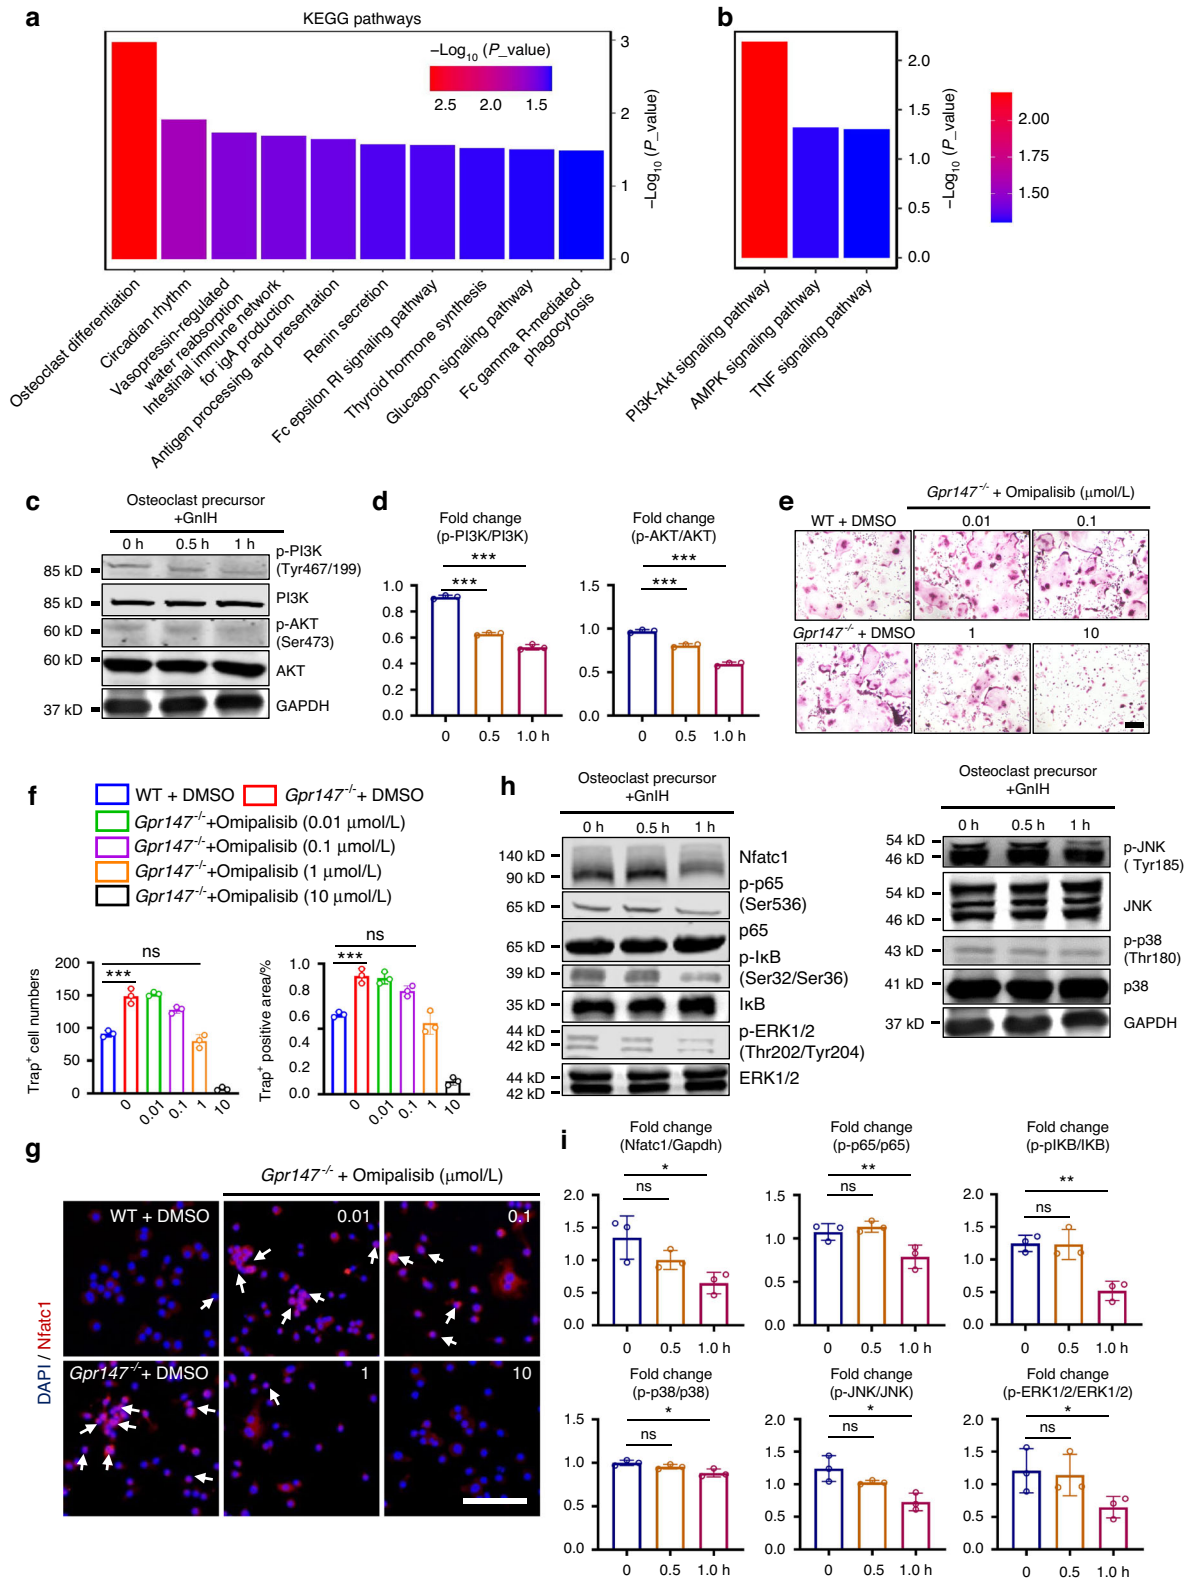 a
KEGG pathways
−Log10 (P_value)
2.5 2.0 1.5
3
2
1
0
−Log10 (P_value)
Osteoclast differentiation
Circadian rhythm
Vasopressin-regulated
water reabsorption
Intestinal immune network
for igA production
Antigen processing and presentation
Renin secretion
Fc epsilon RI signaling pathway
Thyroid hormone synthesis
Glucagon signaling pathway
Fc gamma R-mediated
phagocytosis
b
2.0
1.5
1.0
0.5
0.0
−Log10 (P_value)
2.00
1.75
1.50
PI3K-Akt signaling pathway
AMPK signaling pathway
TNF signaling pathway
c
Osteoclast precursor
+GnIH
0 h 0.5 h 1 h
85 kD
p-PI3K
(Tyr467/199)
85 kD
PI3K
60 kD
p-AKT
(Ser473)
60 kD
AKT
37 kD
GAPDH
d
Fold change
(p-PI3K/PI3K)
***
***
1.0
0.8
0.6
0.4
0.2
0.0
0 0.5 1.0 h
Fold change
(p-AKT/AKT)
***
***
1.5
1.0
0.5
0.0
0 0.5 1.0 h
e
Gpr147-/- + Omipalisib (μmol/L)
WT + DMSO 0.01 0.1
Gpr147-/- + DMSO 1 10
f
WT + DMSO
Gpr147-/- + DMSO
Gpr147-/-+Omipalisib (0.01 μmol/L)
Gpr147-/-+Omipalisib (0.1 μmol/L)
Gpr147-/-+Omipalisib (1 μmol/L)
Gpr147-/-+Omipalisib (10 μmol/L)
ns
***
200
150
100
50
0
Trap+ cell numbers
0 0.01 0.1 1 10
ns
***
1.0
0.8
0.6
0.4
0.2
0.0
Trap+ positive area/%
0 0.01 0.1 1 10
g
Gpr147-/- + Omipalisib (μmol/L)
WT + DMSO 0.01 0.1
Gpr147-/- + DMSO 1 10
DAPI / Nfatc1
h
Osteoclast precursor
+GnIH
0 h 0.5 h 1 h
140 kD
90 kD
Nfatc1
65 kD
p-p65
(Ser536)
65 kD
p65
39 kD
p-IκB
(Ser32/Ser36)
35 kD
IκB
44 kD
42 kD
p-ERK1/2
(Thr202/Tyr204)
44 kD
42 kD
ERK1/2
Osteoclast precursor
+GnIH
0 h 0.5 h 1 h
54 kD
46 kD
p-JNK
( Tyr185)
54 kD
46 kD
JNK
43 kD
p-p38
(Thr180)
41 kD
p38
37 kD
GAPDH
i
Fold change
(Nfatc1/Gapdh)
*
ns
2.0
1.5
1.0
0.5
0.0
0 0.5 1.0 h
Fold change
(p-p65/p65)
**
ns
1.5
1.0
0.5
0.0
0 0.5 1.0 h
Fold change
(p-pIKB/IKB)
**
ns
2.0
1.5
1.0
0.5
0.0
0 0.5 1.0 h
Fold change
(p-p38/p38)
*
ns
1.5
1.0
0.5
0.0
0 0.5 1.0 h
Fold change
(p-JNK/JNK)
*
ns
2.0
1.5
1.0
0.5
0.0
0 0.5 1.0 h
Fold change
(p-ERK1/2/ERK1/2)
*
ns
2.0
1.5
1.0
0.5
0.0
0 0.5 1.0 h